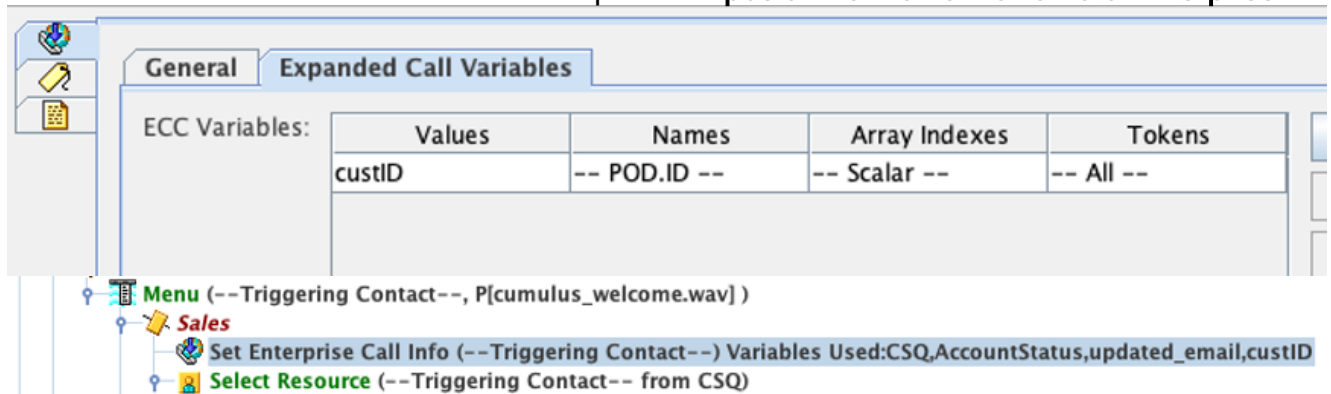 General Expanded Call Variables
ECC Variables: Values Names Array Indexes Tokens
custID -- POD.ID -- -- Scalar -- -- All --
Menu (--Triggering Contact--, P[cumulus_welcome.wav] )
Sales
Set Enterprise Call Info (--Triggering Contact--) Variables Used:CSQ,AccountStatus,updated_email,custID
Select Resource (--Triggering Contact-- from CSQ)